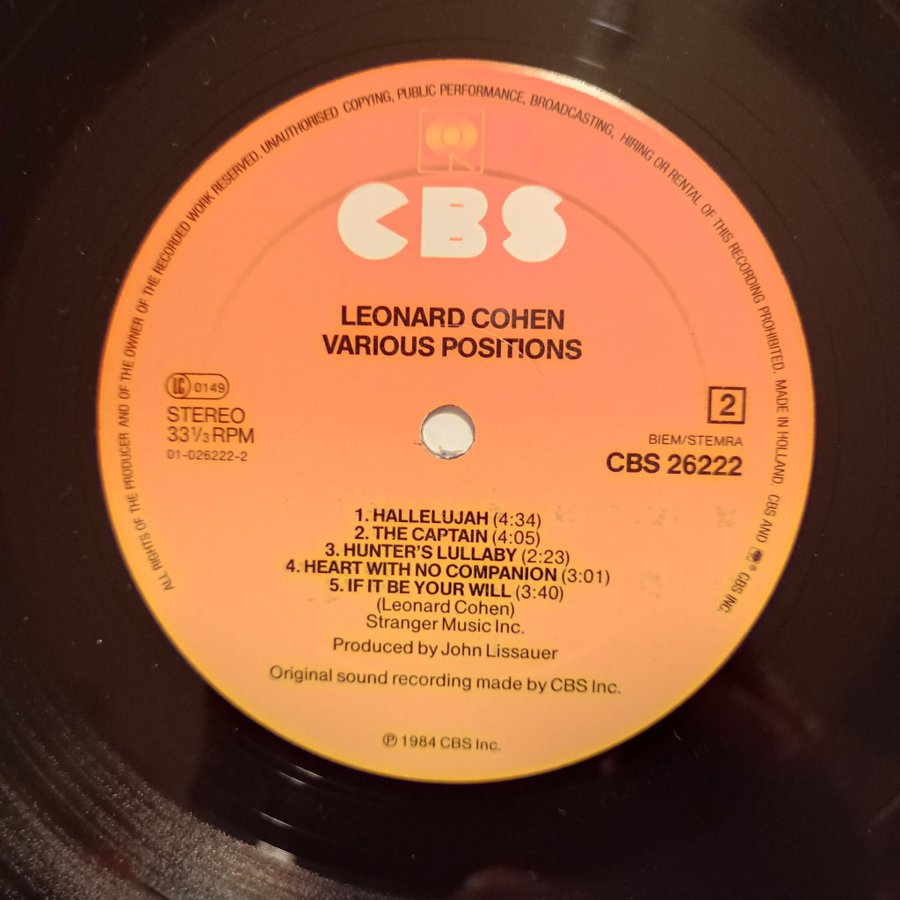 ALL RIGHTS OF THE PRODUCER AND OF THE OWNER OF THE RECORDED WORK RESERVED. UNAUTHORISED COPYING, PUBLIC PERFORMANCE, BROADCASTING, HIRING OR RENTAL OF THIS RECORDING PROHIBITED. MADE IN HOLLAND. CBS AND ® CBS INC.
CBS
LEONARD COHEN
VARIOUS POSITIONS
LC 0149
STEREO
33 1/3 RPM
01-026222-2
2
BIEM/STEMRA
CBS 26222
1. HALLELUJAH (4:34)
2. THE CAPTAIN (4:05)
3. HUNTER'S LULLABY (2:23)
4. HEART WITH NO COMPANION (3:01)
5. IF IT BE YOUR WILL (3:40)
(Leonard Cohen)
Stranger Music Inc.
Produced by John Lissauer
Original sound recording made by CBS Inc.
℗ 1984 CBS Inc.